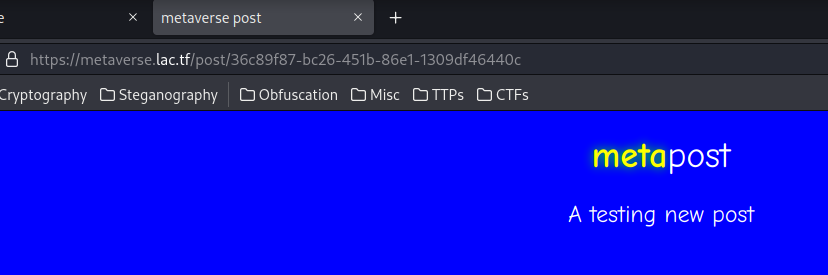 e
metaverse post
https://metaverse.lac.tf/post/36c89f87-bc26-451b-86e1-1309df46440c
Cryptography Steganography Obfuscation Misc TTPs CTFs
metapost
A testing new post